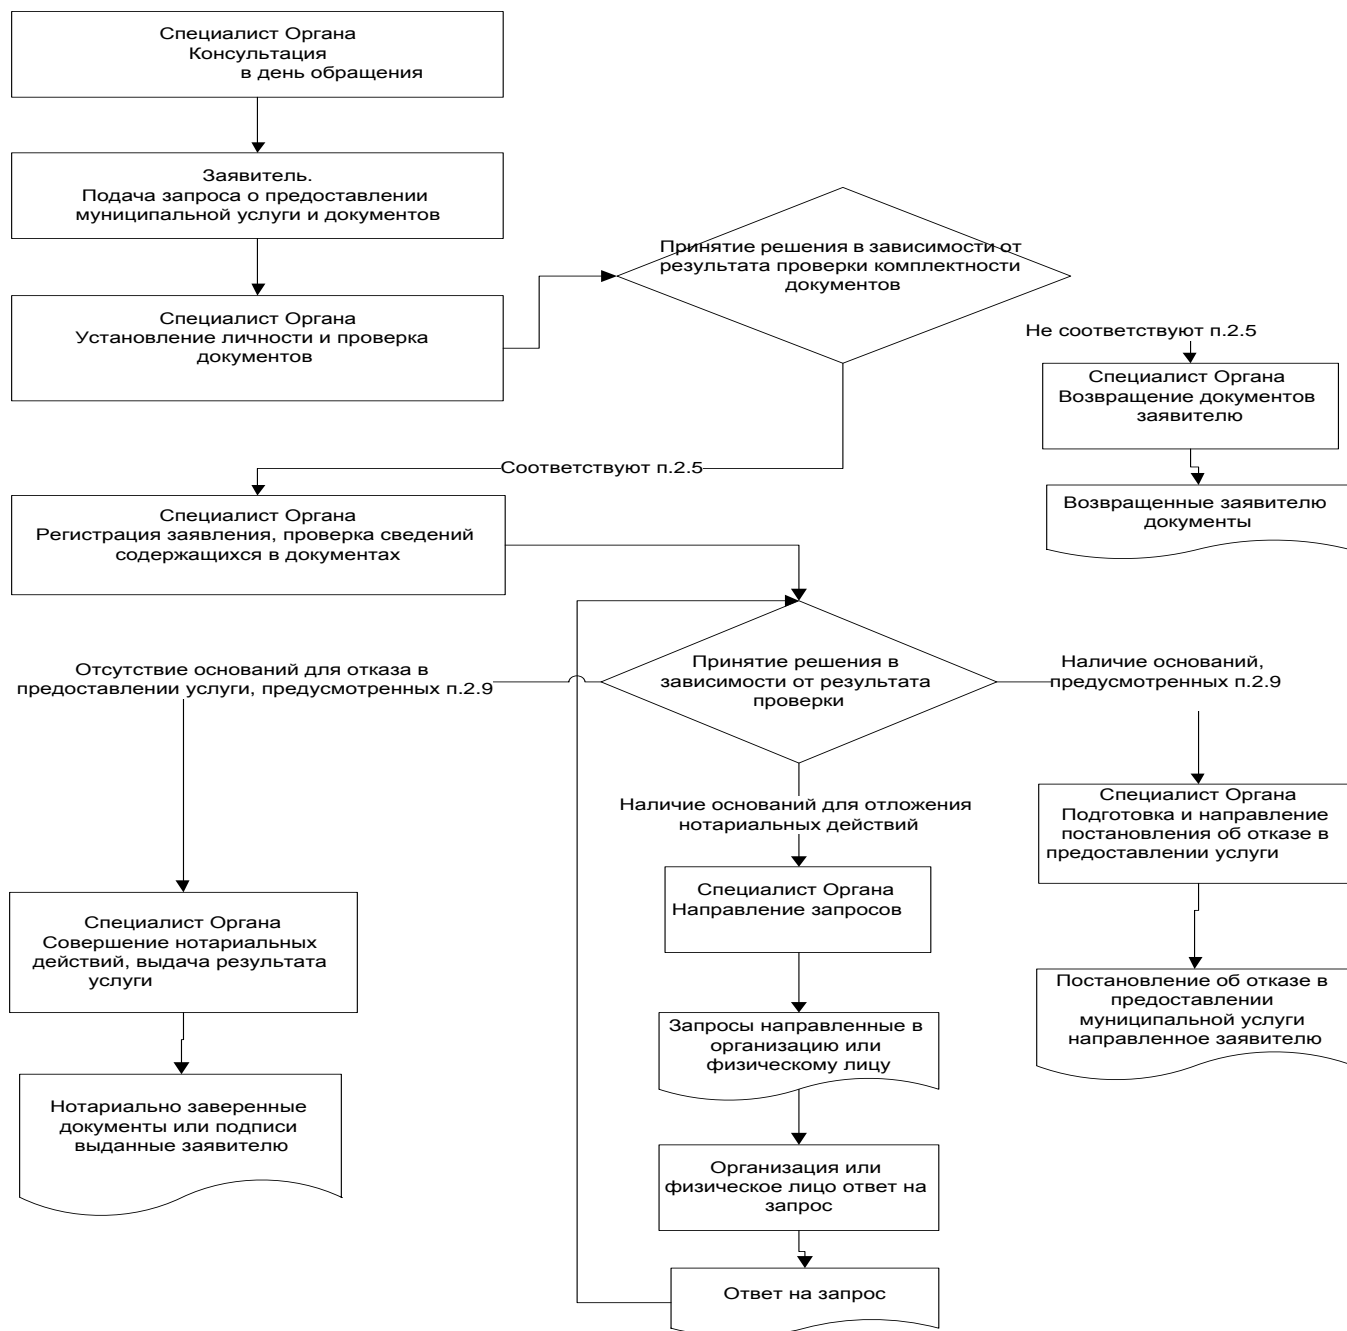 Специалист Органа
Консультация
в день обращения
Заявитель.
Подача запроса о предоставлении
муниципальной услуги и документов
Специалист Органа
Установление личности и проверка
документов
Принятие решения в зависимости от
результата проверки комплектности
документов
Не соответствуют п.2.5
Специалист Органа
Возвращение документов
заявителю
Возвращенные заявителю
документы
Соответствуют п.2.5
Специалист Органа
Регистрация заявления, проверка сведений
содержащихся в документах
Принятие решения в
зависимости от результата
проверки
Отсутствие оснований для отказа в
предоставлении услуги, предусмотренных п.2.9
Наличие оснований,
предусмотренных п.2.9
Наличие оснований для отложения
нотариальных действий
Специалист Органа
Подготовка и направление
постановления об отказе в
предоставлении услуги
Специалист Органа
Направление запросов
Специалист Органа
Совершение нотариальных
действий, выдача результата
услуги
Постановление об отказе в
предоставлении
муниципальной услуги
направленное заявителю
Запросы направленные в
организацию или
физическому лицу
Нотариально заверенные
документы или подписи
выданные заявителю
Организация или
физическое лицо ответ на
запрос
Ответ на запрос